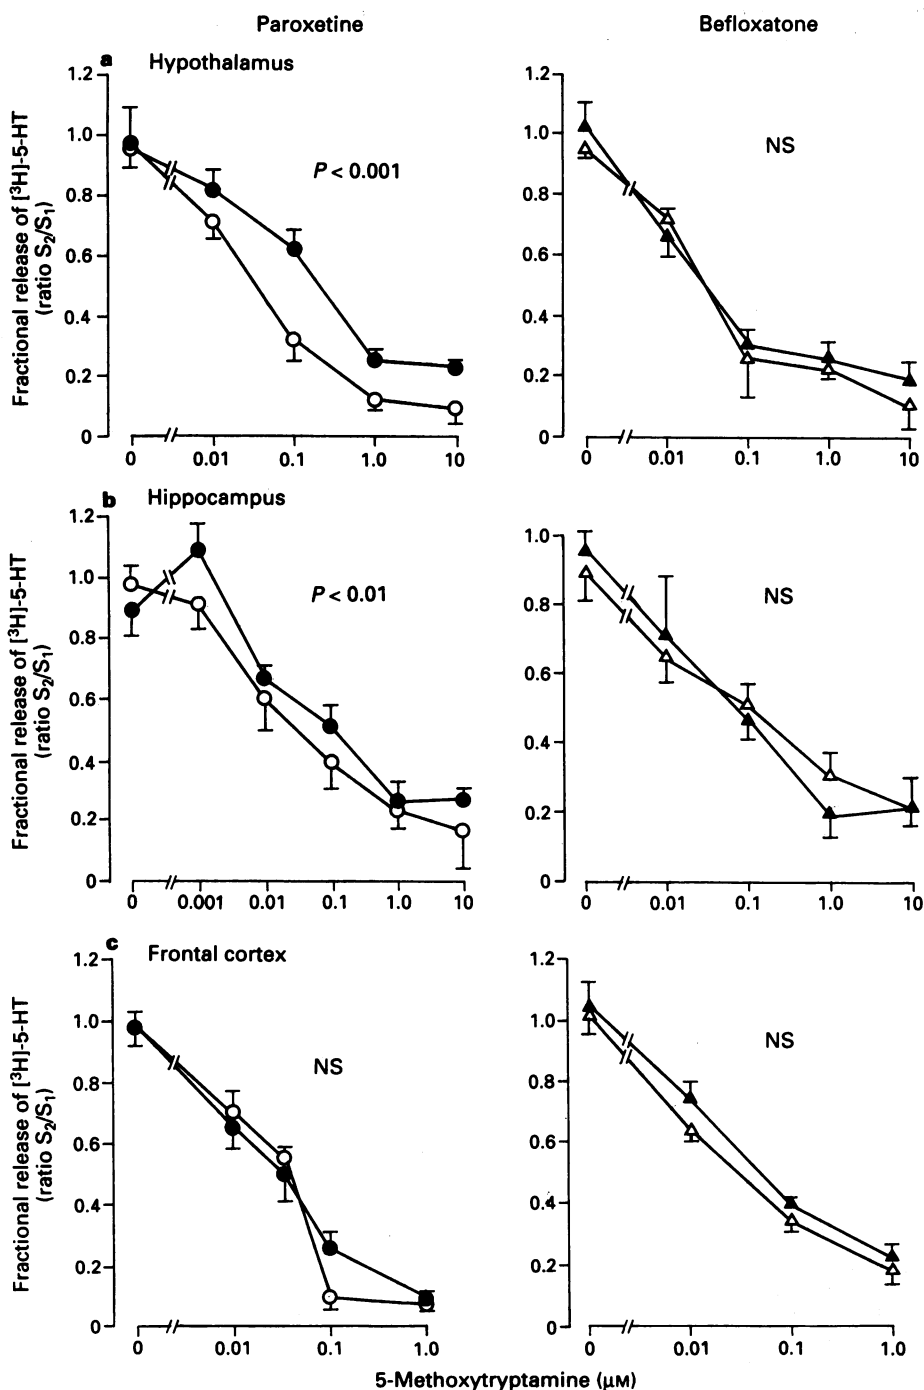 Paroxetine
Befloxatone
a Hypothalamus
Fractional release of [³H]-5-HT
(ratio S₂/S₁)
1.2
1.0
0.8
0.6
0.4
0.2
0
P < 0.001
0 0.01 0.1 1.0 10
1.2
1.0
0.8
0.6
0.4
0.2
0
NS
0 0.01 0.1 1.0 10
b Hippocampus
Fractional release of [³H]-5-HT
(ratio S₂/S₁)
1.2
1.0
0.8
0.6
0.4
0.2
0
P < 0.01
0 0.001 0.01 0.1 1.0 10
1.0
0.8
0.6
0.4
0.2
0
NS
0 0.01 0.1 1.0 10
c Frontal cortex
Fractional release of [³H]-5-HT
(ratio S₂/S₁)
1.2
1.0
0.8
0.6
0.4
0.2
0
NS
0 0.01 0.1 1.0
1.2
1.0
0.8
0.6
0.4
0.2
0
NS
0 0.01 0.1 1.0
5-Methoxytryptamine (μM)